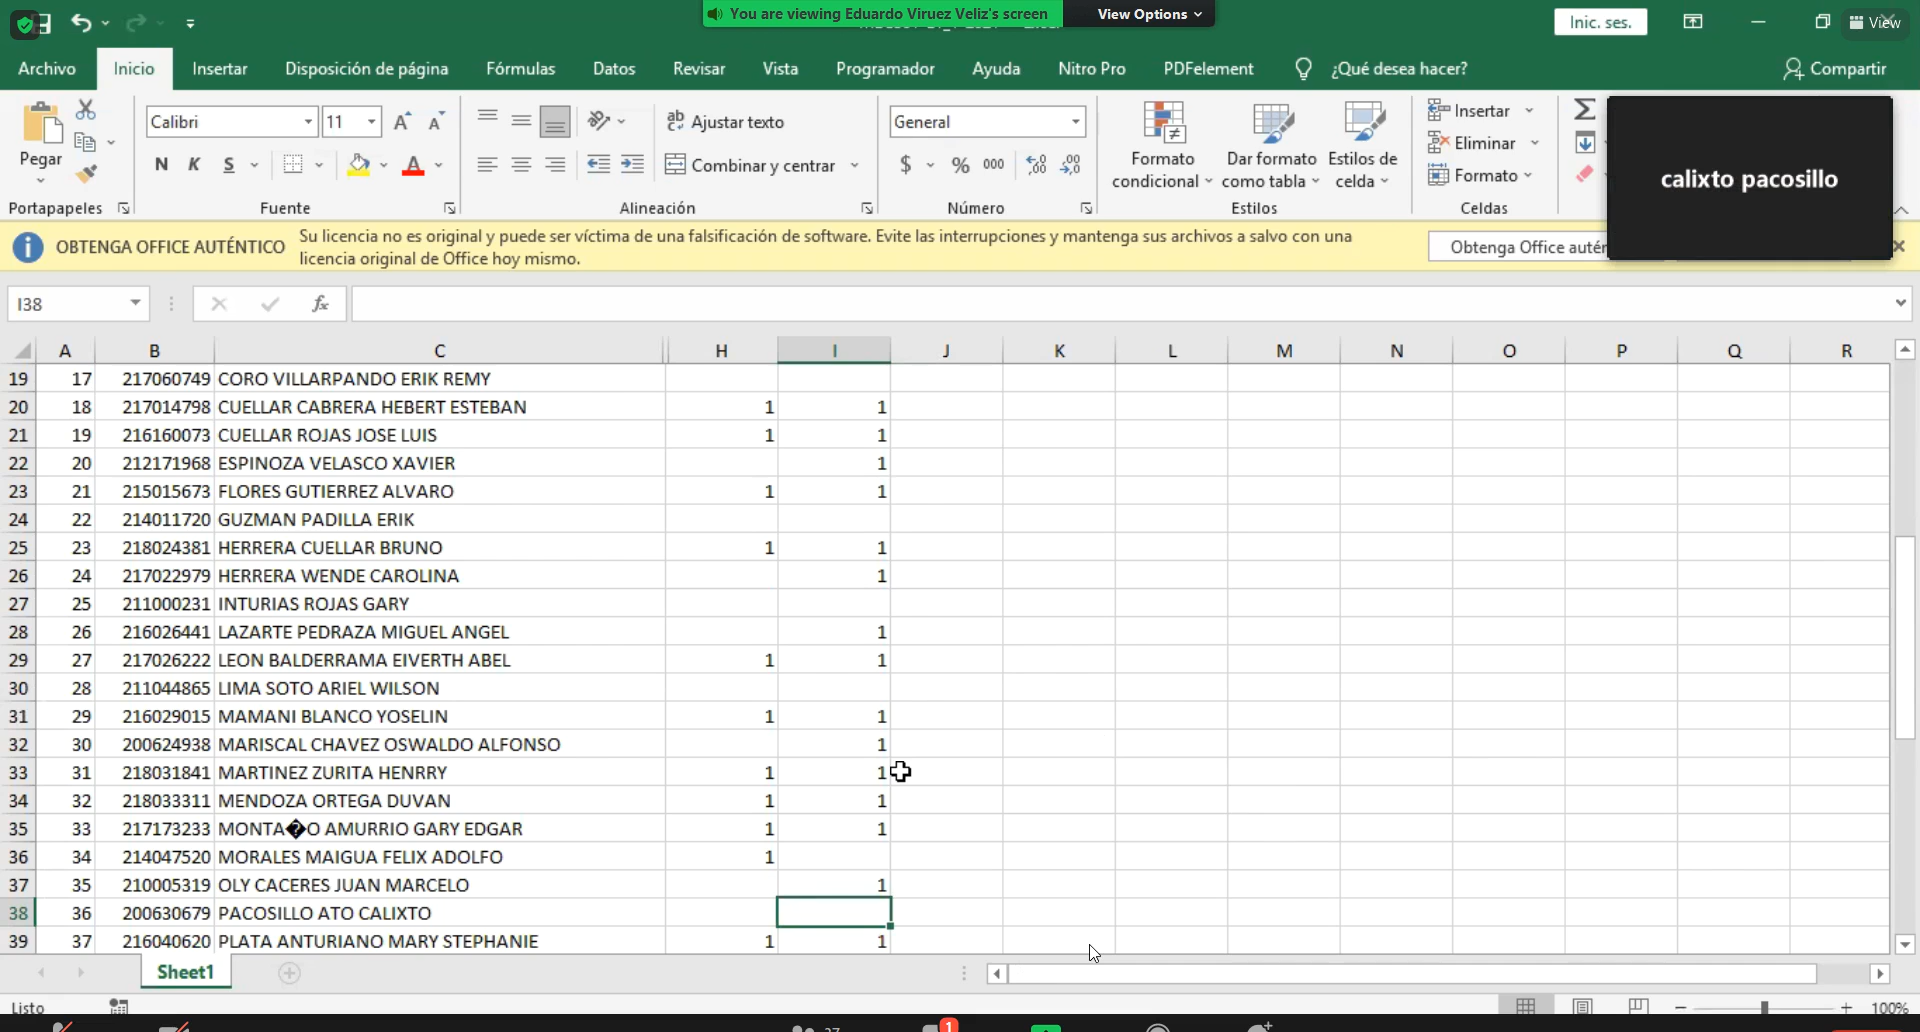 You are viewing Eduardo Viruez Veliz's screen View Options
Inic. ses. View
Archivo Inicio Insertar Disposición de página Fórmulas Datos Revisar Vista Programador Ayuda Nitro Pro PDFelement ¿Qué desea hacer? Compartir
Pegar
Portapapeles
Calibri 11
N K S
Fuente
Ajustar texto
Combinar y centrar
Alineación
General
$ % 000
Número
Formato condicional
Dar formato como tabla
Estilos de celda
Estilos
Insertar
Eliminar
Formato
Celdas
calixto pacosillo
OBTENGA OFFICE AUTÉNTICO Su licencia no es original y puede ser víctima de una falsificación de software. Evite las interrupciones y mantenga sus archivos a salvo con una
licencia original de Office hoy mismo.
Obtenga Office
I38 fx
A B C H I J K L M N O P Q R
19 17 217060749 CORO VILLARPANDO ERIK REMY
20 18 217014798 CUELLAR CABRERA HEBERT ESTEBAN 1 1
21 19 216160073 CUELLAR ROJAS JOSE LUIS 1 1
22 20 212171968 ESPINOZA VELASCO XAVIER 1
23 21 215015673 FLORES GUTIERREZ ALVARO 1 1
24 22 214011720 GUZMAN PADILLA ERIK
25 23 218024381 HERRERA CUELLAR BRUNO 1 1
26 24 217022979 HERRERA WENDE CAROLINA 1
27 25 211000231 INTURIAS ROJAS GARY
28 26 216026441 LAZARTE PEDRAZA MIGUEL ANGEL 1
29 27 217026222 LEON BALDERRAMA EIVERTH ABEL 1 1
30 28 211044865 LIMA SOTO ARIEL WILSON
31 29 216029015 MAMANI BLANCO YOSELIN 1 1
32 30 200624938 MARISCAL CHAVEZ OSWALDO ALFONSO 1
33 31 218031841 MARTINEZ ZURITA HENRRY 1 1
34 32 218033311 MENDOZA ORTEGA DUVAN 1 1
35 33 217173233 MONTA�O AMURRIO GARY EDGAR 1 1
36 34 214047520 MORALES MAIGUA FELIX ADOLFO 1
37 35 210005319 OLY CACERES JUAN MARCELO 1
38 36 200630679 PACOSILLO ATO CALIXTO
39 37 216040620 PLATA ANTURIANO MARY STEPHANIE 1 1
Sheet1
Listo 100%
1